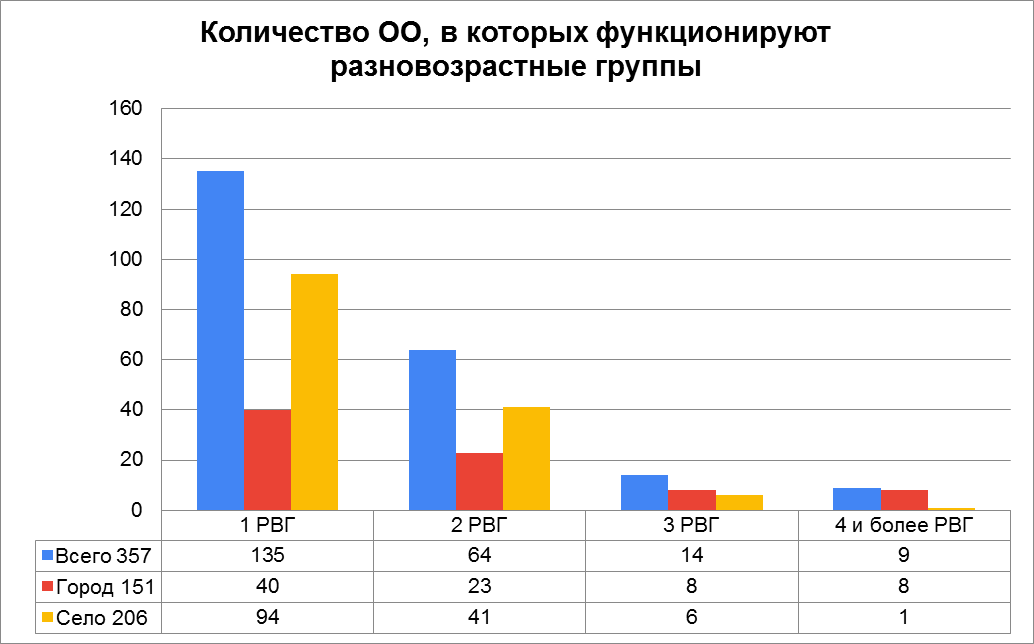 Количество ОО, в которых функционируют
разновозрастные группы
160
140
120
100
80
60
40
20
0
1 РВГ 2 РВГ 3 РВГ 4 и более РВГ
Всего 357 135 64 14 9
Город 151 40 23 8 8
Село 206 94 41 6 1